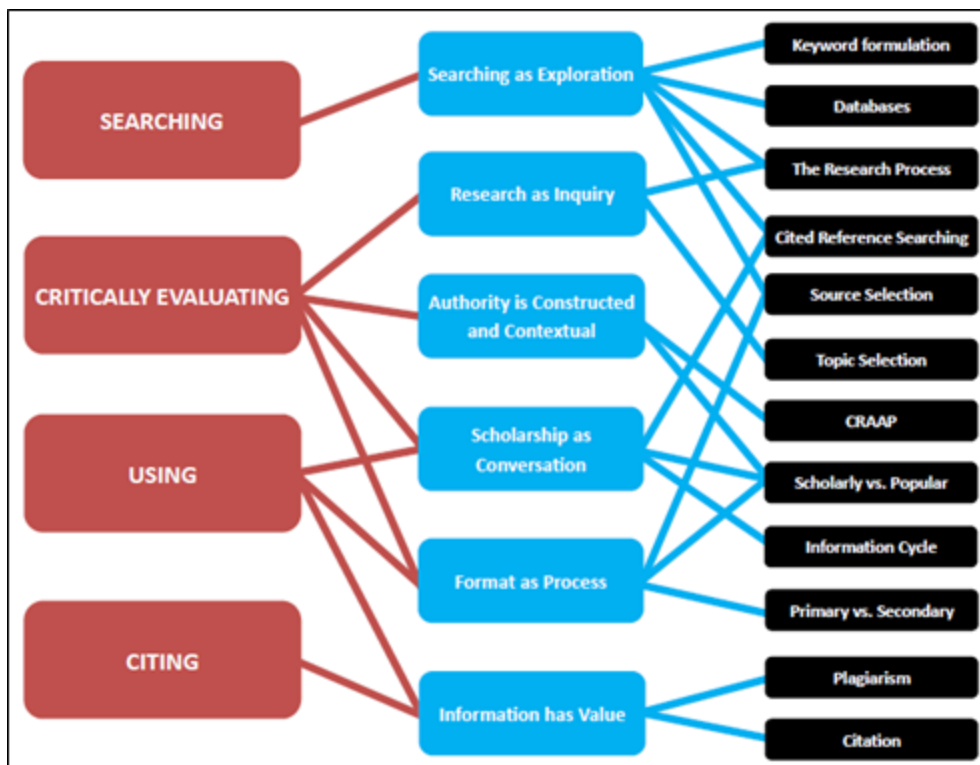 SEARCHING
CRITICALLY EVALUATING
USING
CITING
Searching as Exploration
Research as Inquiry
Authority is Constructed
and Contextual
Scholarship as
Conversation
Format as Process
Information has Value
Keyword formulation
Databases
The Research Process
Cited Reference Searching
Source Selection
Topic Selection
CRAAP
Scholarly vs. Popular
Information Cycle
Primary vs. Secondary
Plagiarism
Citation